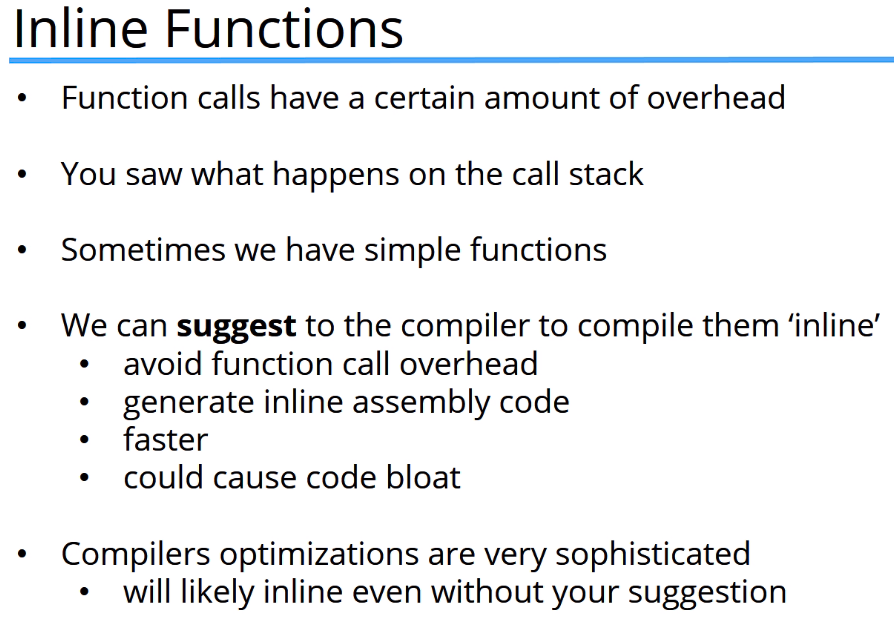 Inline Functions
• Function calls have a certain amount of overhead
• You saw what happens on the call stack
• Sometimes we have simple functions
• We can suggest to the compiler to compile them ‘inline’
• avoid function call overhead
• generate inline assembly code
• faster
• could cause code bloat
• Compilers optimizations are very sophisticated
• will likely inline even without your suggestion